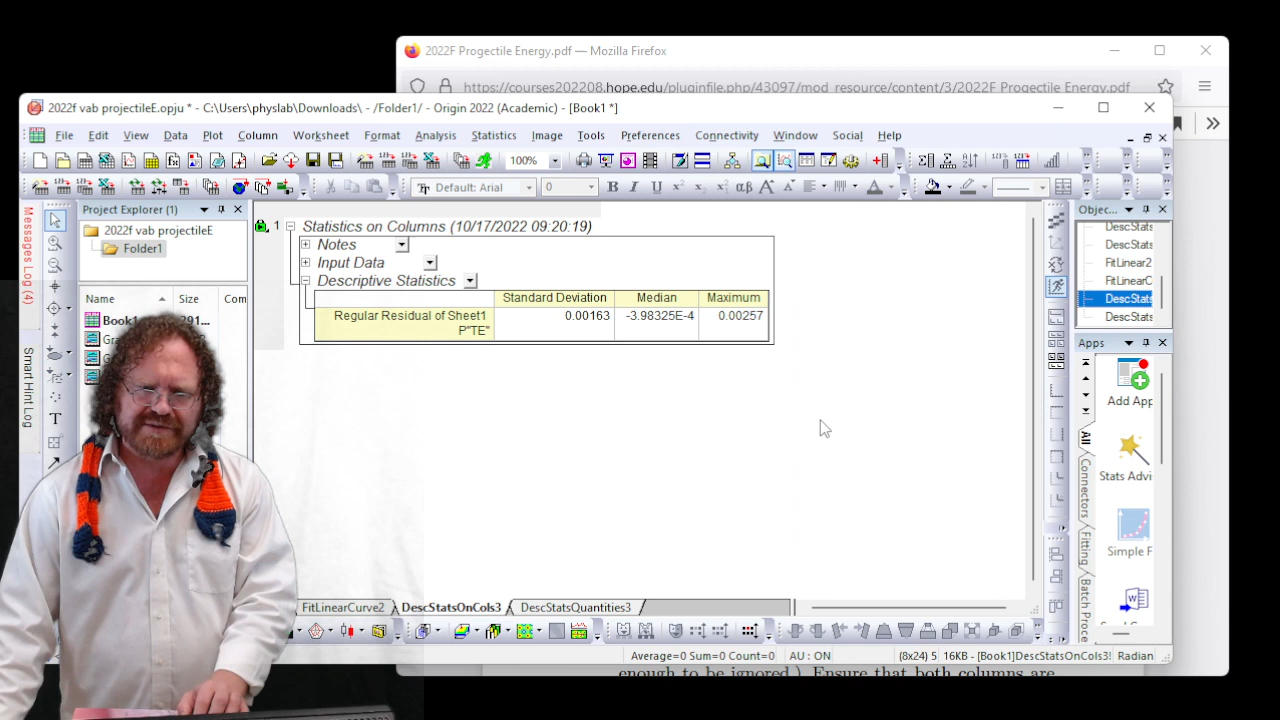 2022F Progectile Energy.pdf — Mozilla Firefox
https://courses202208.hope.edu/pluginfile.php/43097/mod_resource/content/3/2022F Progectile Energy.pdf
2022f vab projectileE.opju * - C:\Users\physlab\Downloads\ - /Folder1/ - Origin 2022 (Academic) - [Book1 *]
File Edit View Data Plot Column Worksheet Format Analysis Statistics Image Tools Preferences Connectivity Window Social Help
100%
Default: Arial 0 B I U
Messages Log (4)
Smart Hint Log
Project Explorer (1)
2022f vab projectileE
Folder1
Name Size Com
Book1
1 Statistics on Columns (10/17/2022 09:20:19)
Notes
Input Data
Descriptive Statistics
Standard Deviation Median Maximum
Regular Residual of Sheet1 0.00163 -3.98325E-4 0.00257
P"TE"
FitLinearCurve2 DescStatsOnCols3 DescStatsQuantities3
Objec...
DescStats
DescStats
FitLinear2
FitLinearC
DescStats
DescStats
Apps
Add App
Stats Advi
Simple F
All
Connectors
Fitting
Batch Proce
Average=0 Sum=0 Count=0 AU : ON (8x24) 5 16KB - [Book1]DescStatsOnCols3! Radian
enough to be ignored.) Ensure that both columns are